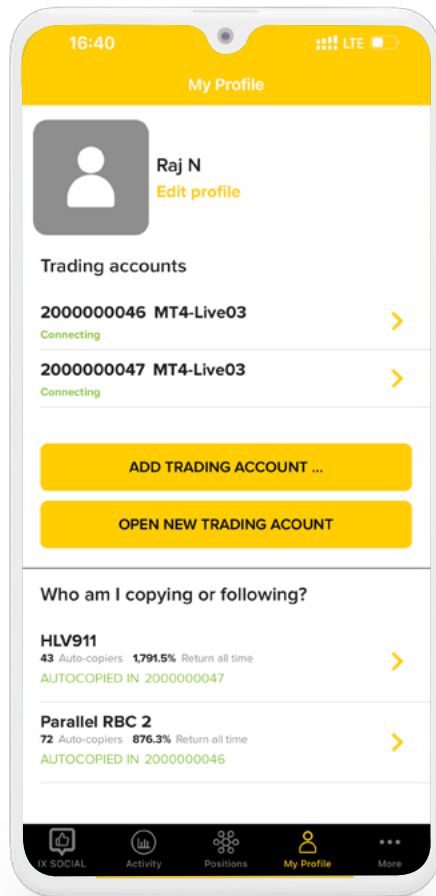 16:40
LTE
My Profile
Raj N
Edit profile
Trading accounts
2000000046 MT4-Live03
Connecting
2000000047 MT4-Live03
Connecting
ADD TRADING ACCOUNT ...
OPEN NEW TRADING ACOUNT
Who am I copying or following?
HLV911
43 Auto-copiers 1,791.5% Return all time
AUTOCOPIED IN 2000000047
Parallel RBC 2
72 Auto-copiers 876.3% Return all time
AUTOCOPIED IN 2000000046
IX SOCIAL Activity Positions My Profile More